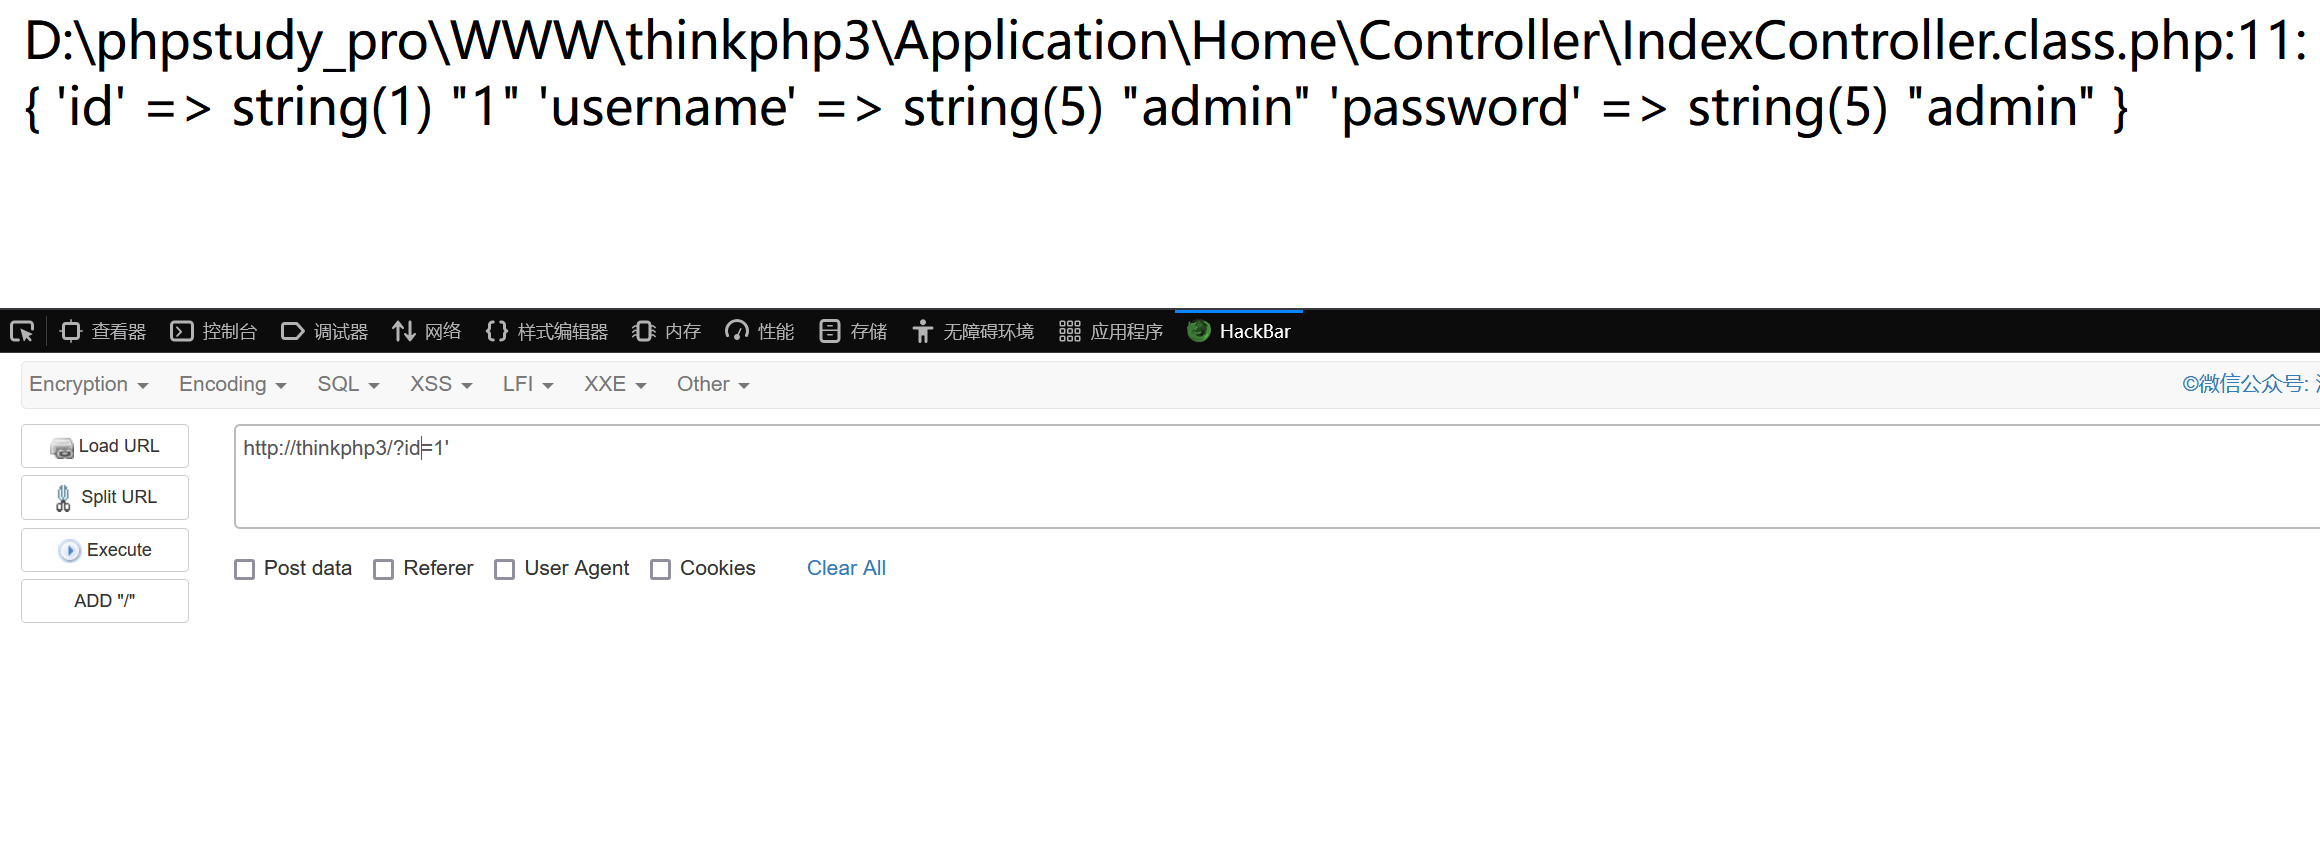 D:\phpstudy_pro\WWW\thinkphp3\Application\Home\Controller\IndexController.class.php:11:
{ 'id' => string(1) "1" 'username' => string(5) "admin" 'password' => string(5) "admin" }
查看器 控制台 调试器 网络 {} 样式编辑器 内存 性能 存储 无障碍环境 应用程序 HackBar
Encryption Encoding SQL XSS LFI XXE Other ©微信公众号:
Load URL http://thinkphp3/?id=1'
Split URL
Execute
Post data Referer User Agent Cookies Clear All
ADD "/"